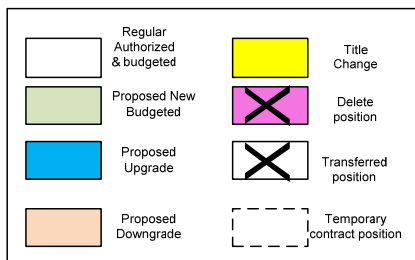 Regular
Authorized
& budgeted
Title
Change
Proposed New
Budgeted
Delete
position
Proposed
Upgrade
Transferred
position
Proposed
Downgrade
Temporary
contract position